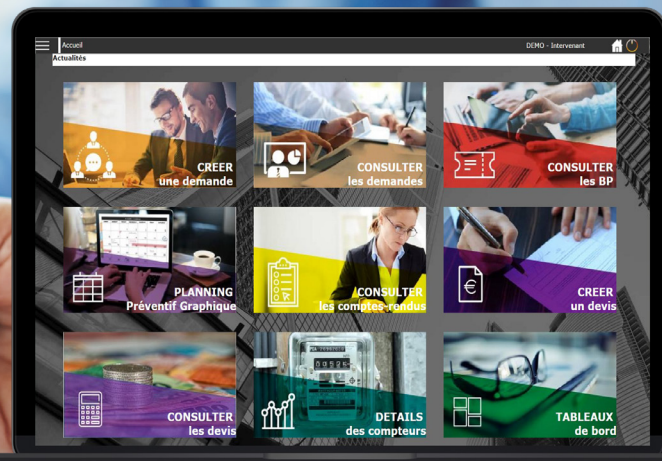 Accueil
DEMO - Intervenant
Actualités
CREER
une demande
CONSULTER
les demandes
CONSULTER
les BP
PLANNING
Préventif Graphique
CONSULTER
les comptes-rendus
CREER
un devis
CONSULTER
les devis
DETAILS
des compteurs
TABLEAUX
de bord